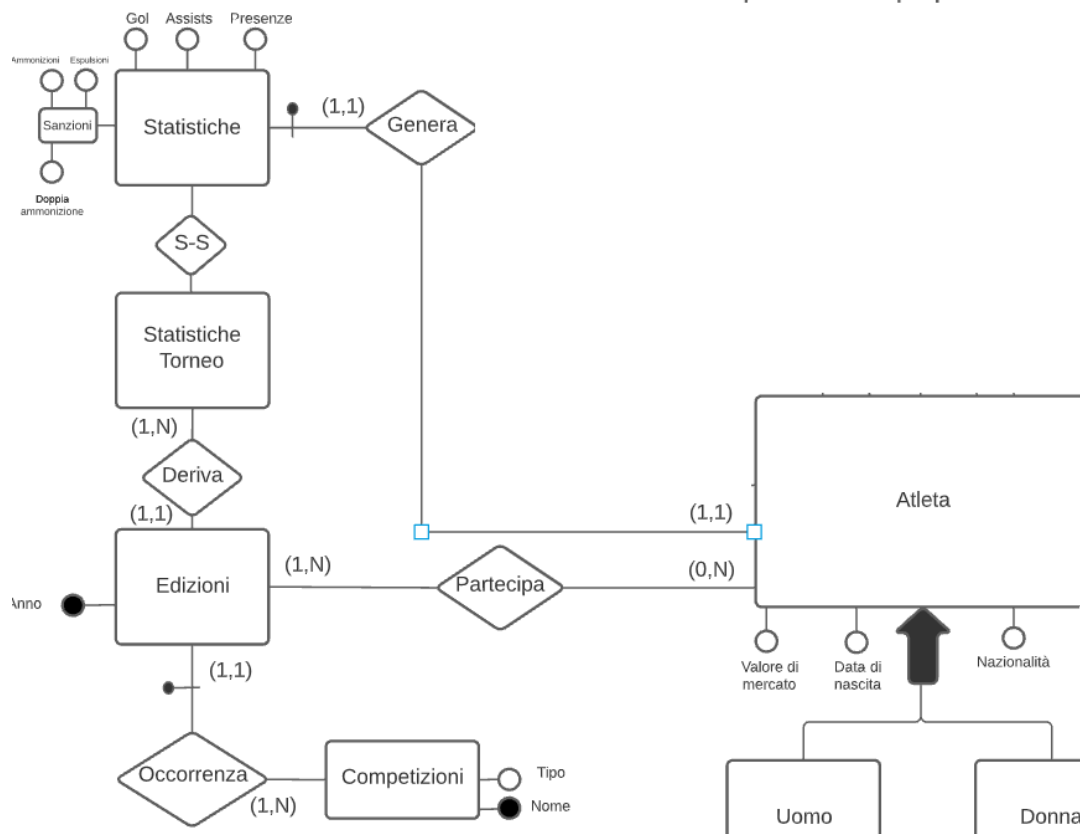 Gol
Assists
Presenze
Ammonizioni
Espulsioni
Sanzioni
Statistiche
(1,1)
Genera
Doppia
ammonizione
S-S
Statistiche
Torneo
(1,N)
Deriva
(1,1)
(1,1)
Atleta
Edizioni
(1,N)
Partecipa
(0,N)
Anno
(1,1)
Valore di
mercato
Data di
nascita
Nazionalità
Occorrenza
(1,N)
Competizioni
Tipo
Nome
Uomo
Donna